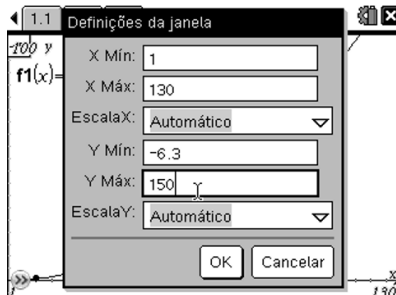 1.1
Definições da janela
-100 y
f1(x)=
X Mín: 1
X Máx: 130
EscalaX: Automático
Y Mín: -6.3
Y Máx: 150
EscalaY: Automático
OK Cancelar
x
130